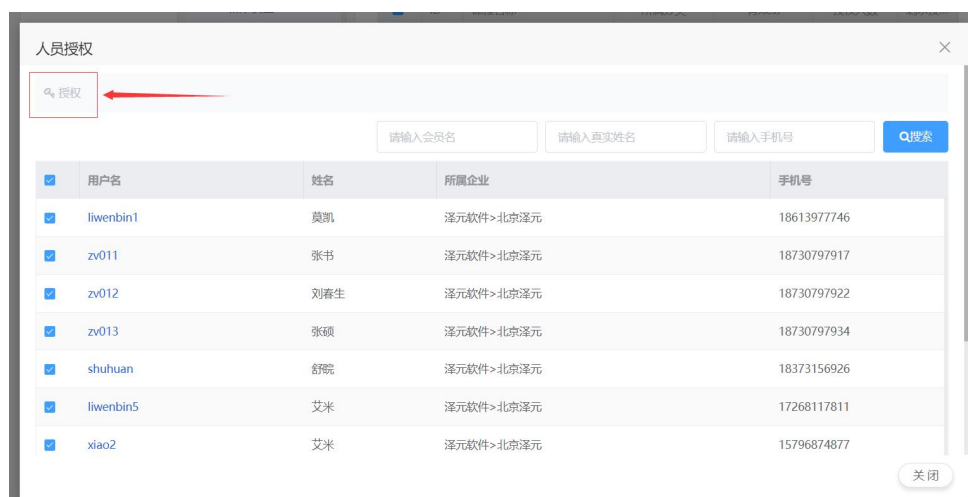 人员授权
授权
请输入会员名 请输入真实姓名 请输入手机号 搜索
用户名 姓名 所属企业 手机号
liwenbin1 莫凯 泽元软件>北京泽元 18613977746
zv011 张书 泽元软件>北京泽元 18730797917
zv012 刘春生 泽元软件>北京泽元 18730797922
zv013 张硕 泽元软件>北京泽元 18730797934
shuhuan 舒皖 泽元软件>北京泽元 18373156926
liwenbin5 艾米 泽元软件>北京泽元 17268117811
xiao2 艾米 泽元软件>北京泽元 15796874877
关闭